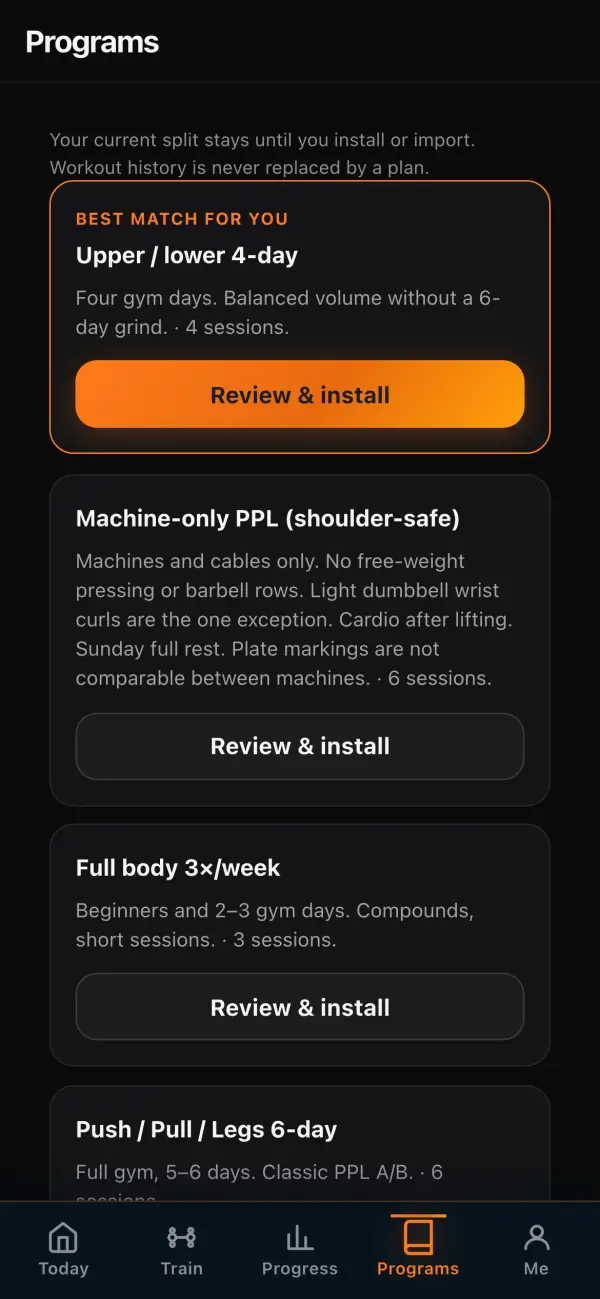 Programs
Your current split stays until you install or import.
Workout history is never replaced by a plan.
BEST MATCH FOR YOU
Upper / lower 4-day
Four gym days. Balanced volume without a 6-
day grind. · 4 sessions.
Review & install
Machine-only PPL (shoulder-safe)
Machines and cables only. No free-weight
pressing or barbell rows. Light dumbbell wrist
curls are the one exception. Cardio after lifting.
Sunday full rest. Plate markings are not
comparable between machines. · 6 sessions.
Review & install
Full body 3×/week
Beginners and 2–3 gym days. Compounds,
short sessions. · 3 sessions.
Review & install
Push / Pull / Legs 6-day
Full gym, 5–6 days. Classic PPL A/B. · 6
sessions
Today
Train
Progress
Programs
Me